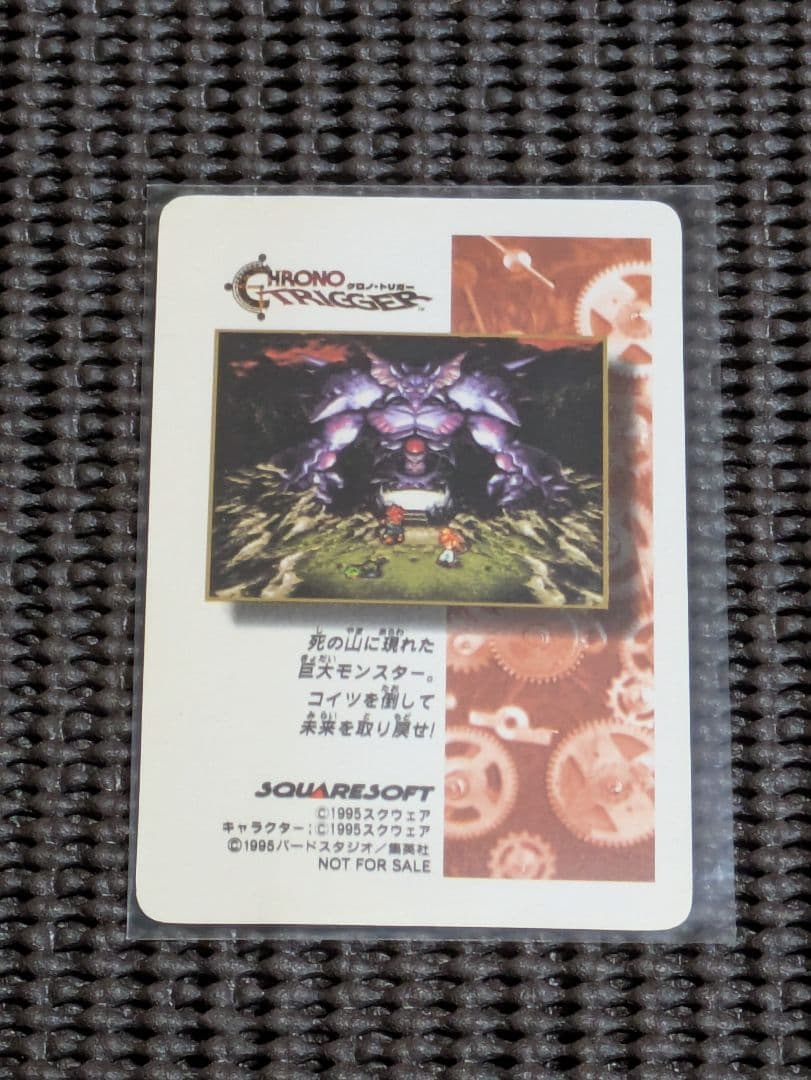 CHRONO
クロノ・トリガー
TRIGGER™
死の山に現れた
巨大モンスター。
コイツを倒して
未来を取り戻せ!
SQUARESOFT
©1995スクウェア
キャラクター:©1995スクウェア
©1995バードスタジオ/集英社
NOT FOR SALE